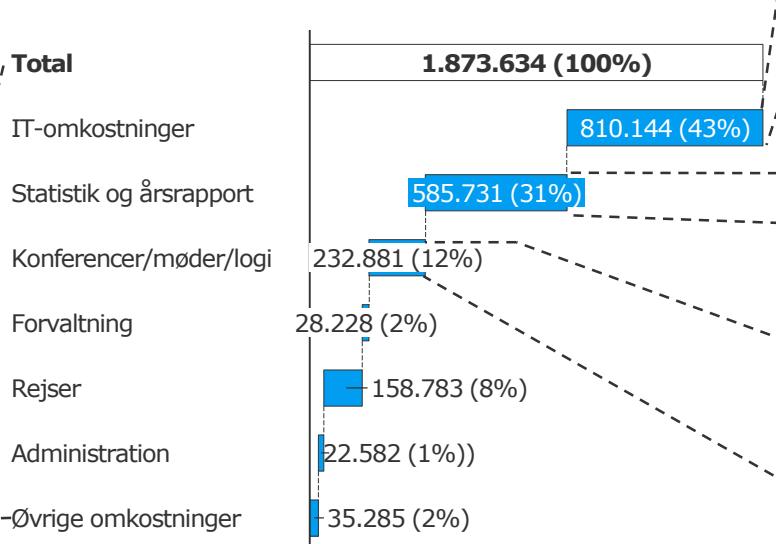 Total 1.873.634 (100%)
IT-omkostninger 810.144 (43%)
Statistik og årsrapport 585.731 (31%)
Konferencer/møder/logi 232.881 (12%)
Forvaltning 28.228 (2%)
Rejser 158.783 (8%)
Administration 22.582 (1%))
Øvrige omkostninger 35.285 (2%)